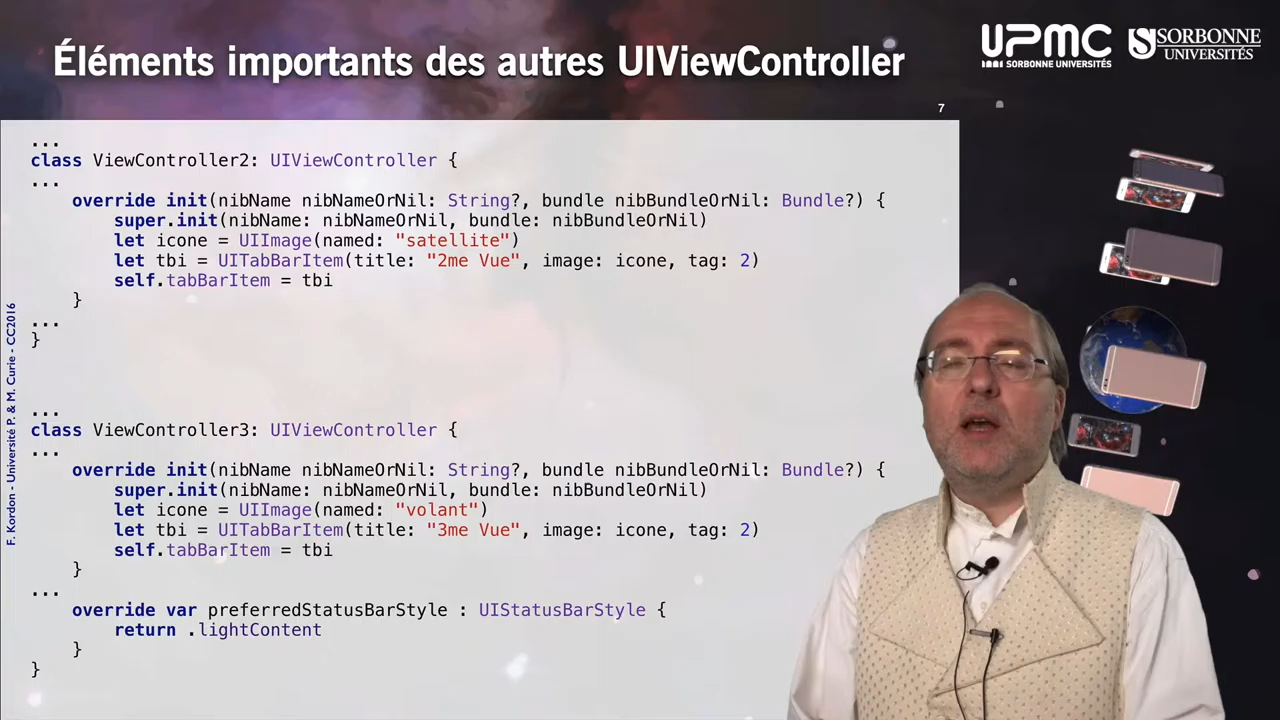 Éléments importants des autres UIViewController
UPMC
SORBONNE UNIVERSITÉS
SORBONNE
UNIVERSITÉS
7
...
class ViewController2: UIViewController {
...
    override init(nibName nibNameOrNil: String?, bundle nibBundleOrNil: Bundle?) {
        super.init(nibName: nibNameOrNil, bundle: nibBundleOrNil)
        let icone = UIImage(named: "satellite")
        let tbi = UITabBarItem(title: "2me Vue", image: icone, tag: 2)
        self.tabBarItem = tbi
    }
...
}
...
class ViewController3: UIViewController {
...
    override init(nibName nibNameOrNil: String?, bundle nibBundleOrNil: Bundle?) {
        super.init(nibName: nibNameOrNil, bundle: nibBundleOrNil)
        let icone = UIImage(named: "volant")
        let tbi = UITabBarItem(title: "3me Vue", image: icone, tag: 2)
        self.tabBarItem = tbi
    }
...
    override var preferredStatusBarStyle : UIStatusBarStyle {
        return .lightContent
    }
}
F. Kordon - Université P. & M. Curie - CC2016